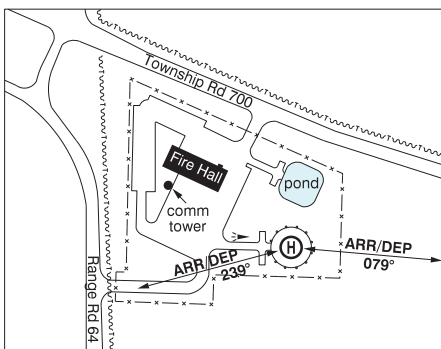 Township Rd 700
Fire Hall
pond
comm
tower
H
ARR/DEP
239°
ARR/DEP
079°
Range Rd 64